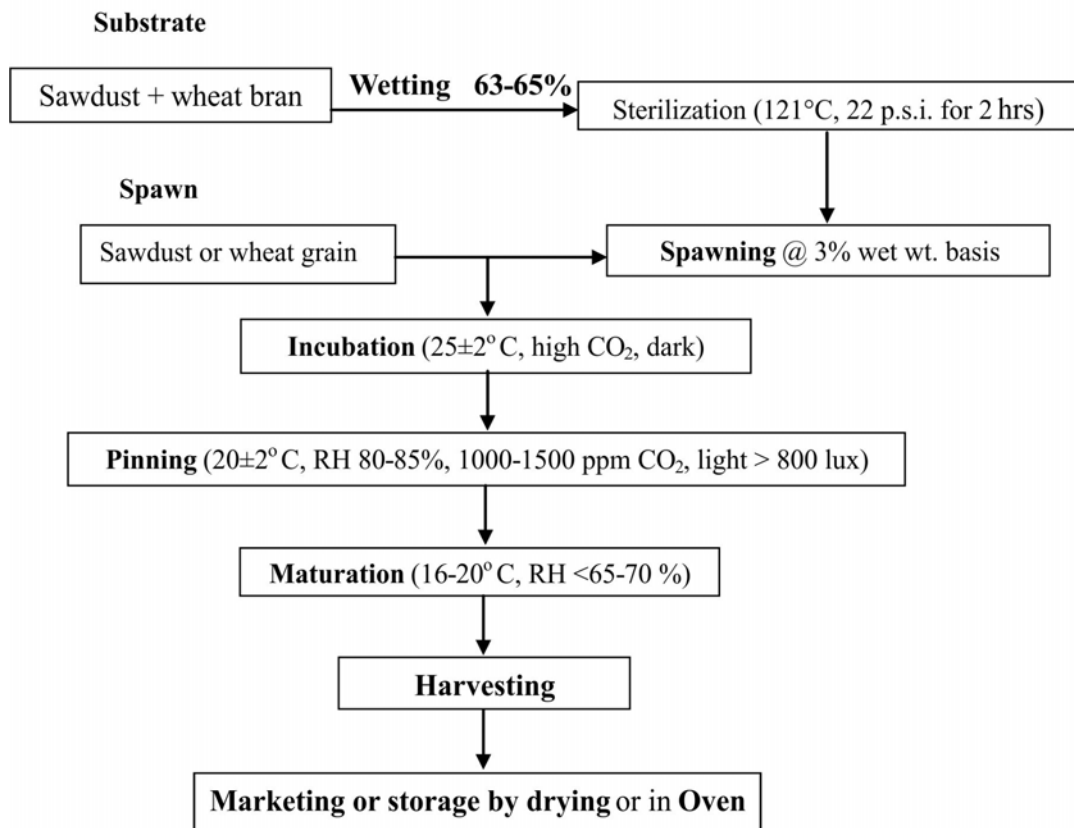 Substrate
Sawdust + wheat bran
Wetting 63-65%
Sterilization (121°C, 22 p.s.i. for 2 hrs)
Spawn
Sawdust or wheat grain
Spawning @ 3% wet wt. basis
Incubation (25±2° C, high CO₂, dark)
Pinning (20±2° C, RH 80-85%, 1000-1500 ppm CO₂, light > 800 lux)
Maturation (16-20° C, RH <65-70 %)
Harvesting
Marketing or storage by drying or in Oven